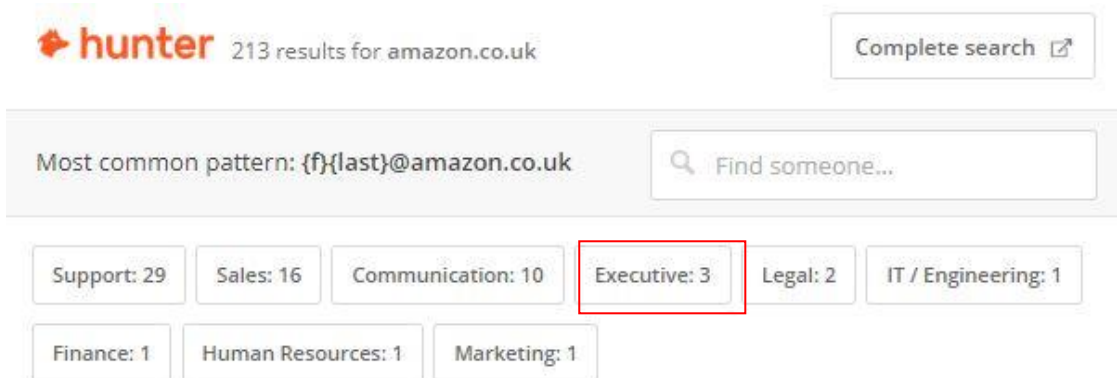 hunter 213 results for amazon.co.uk Complete search
Most common pattern: {f}{last}@amazon.co.uk Find someone...
Support: 29 Sales: 16 Communication: 10 Executive: 3 Legal: 2 IT / Engineering: 1
Finance: 1 Human Resources: 1 Marketing: 1